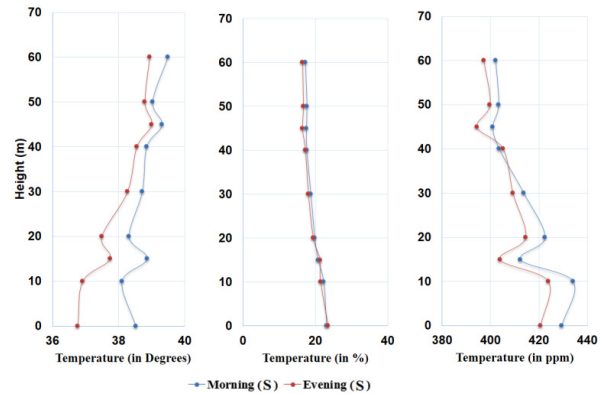 70 70 70
60 60 60
50 50 50
40 40 40
30 30 30
20 20 20
10 10 10
0 0 0
Height (m)
36 38 40 0 20 40 380 400 420 440
Temperature (in Degrees) Temperature (in %) Temperature (in ppm)
Morning (S) Evening (S)